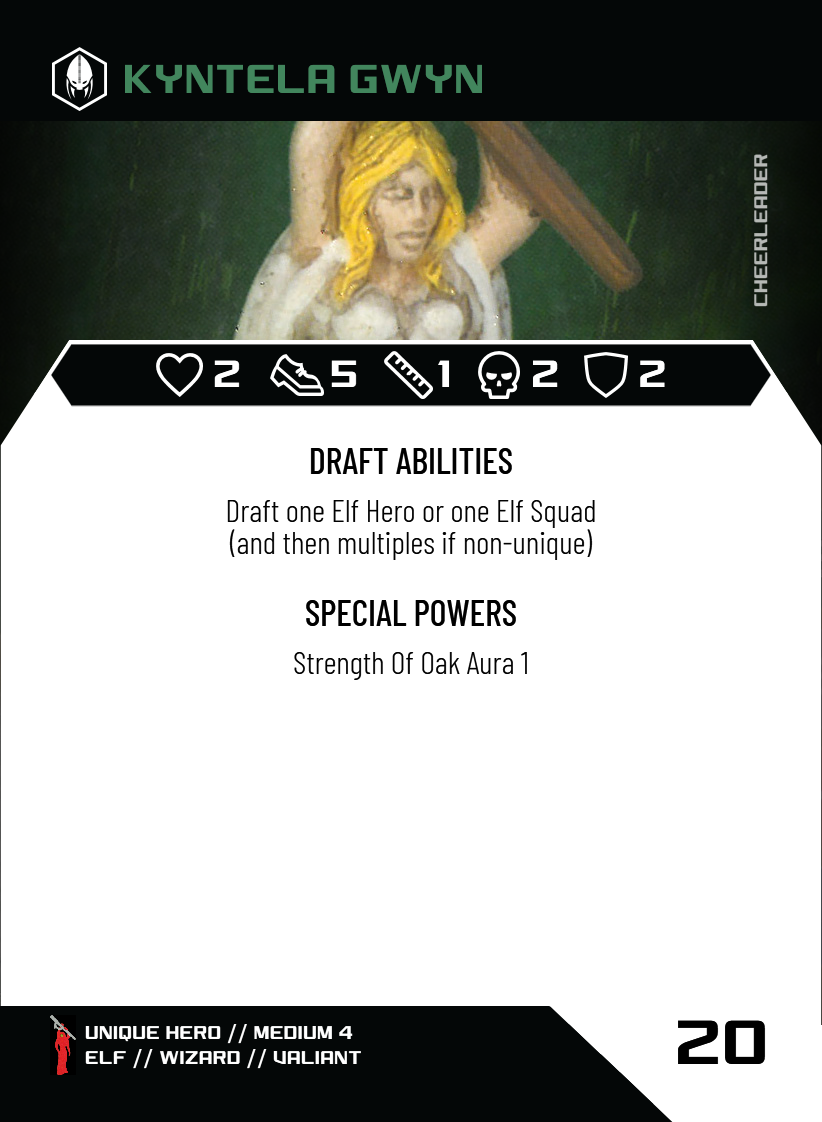 KYNTELA GWYN
CHEERLEADER
2 5 1 2 2
DRAFT ABILITIES
Draft one Elf Hero or one Elf Squad
(and then multiples if non-unique)
SPECIAL POWERS
Strength Of Oak Aura 1
UNIQUE HERO // MEDIUM 4
ELF // WIZARD // VALIANT
20